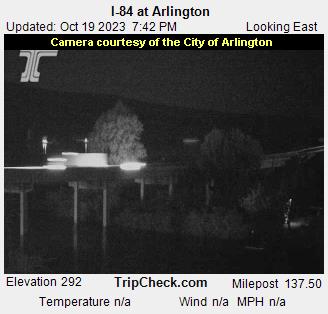 I-84 at Arlington
Updated: Oct 19 2023 7:42 PM Looking East
Camera courtesy of the City of Arlington
Elevation 292 TripCheck.com Milepost 137.50
Temperature n/a Wind n/a MPH n/a